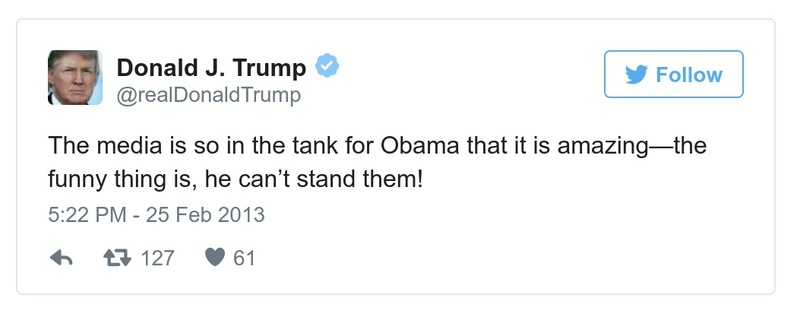 Donald J. Trump
@realDonaldTrump
Follow
The media is so in the tank for Obama that it is amazing—the
funny thing is, he can’t stand them!
5:22 PM - 25 Feb 2013
127 61